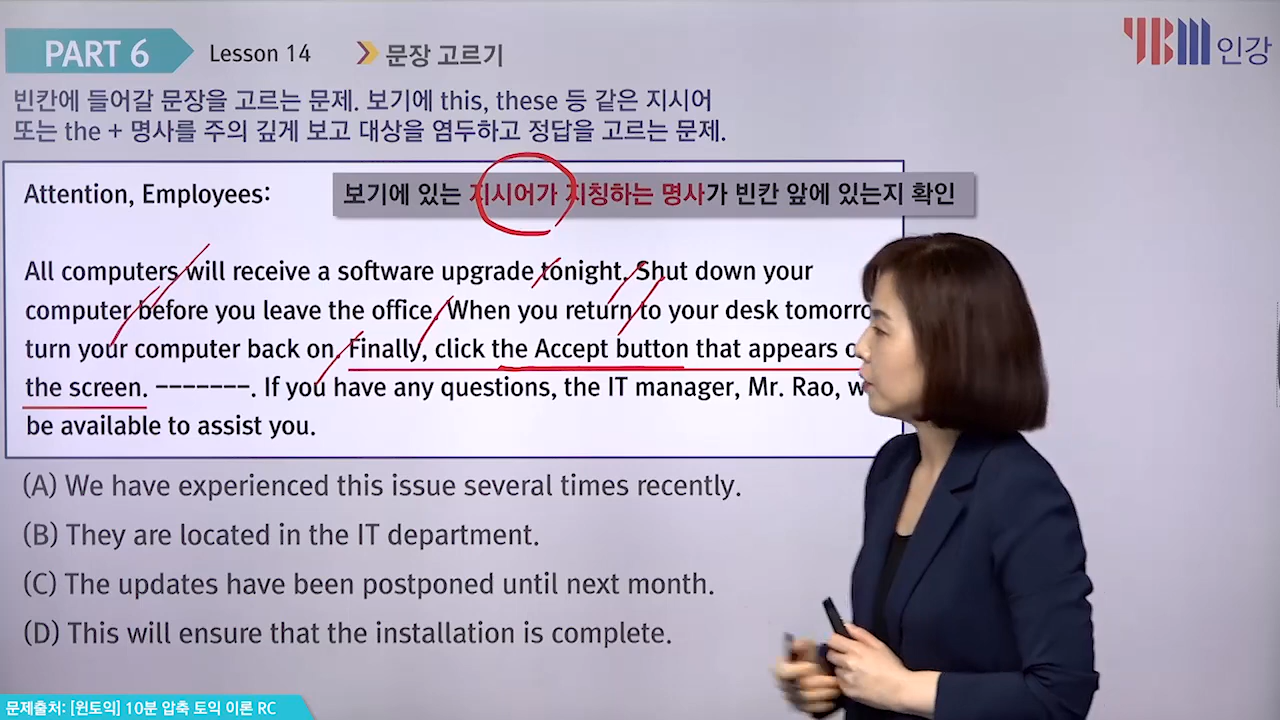 PART 6 Lesson 14 문장 고르기
YBM 인강
빈칸에 들어갈 문장을 고르는 문제. 보기에 this, these 등 같은 지시어
또는 the + 명사를 주의 깊게 보고 대상을 염두하고 정답을 고르는 문제.
Attention, Employees:
보기에 있는 지시어가 지칭하는 명사가 빈칸 앞에 있는지 확인
All computers will receive a software upgrade tonight. Shut down your
computer before you leave the office. When you return to your desk tomorro
turn your computer back on. Finally, click the Accept button that appears o
the screen. -------. If you have any questions, the IT manager, Mr. Rao, w
be available to assist you.
(A) We have experienced this issue several times recently.
(B) They are located in the IT department.
(C) The updates have been postponed until next month.
(D) This will ensure that the installation is complete.
문제출처: [윈토익] 10분 압축 토익 이론 RC